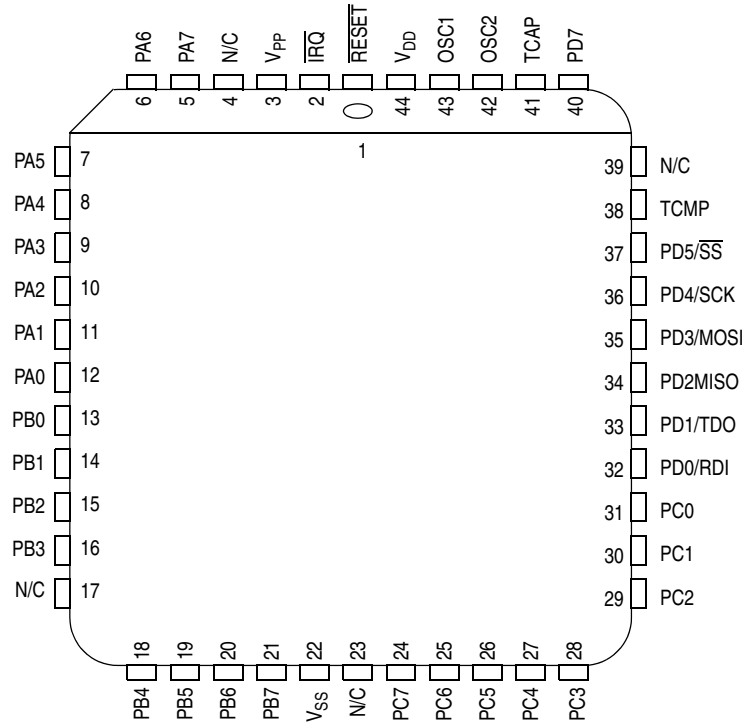 PA6 PA7 N/C VPP IRQ RESET VDD OSC1 OSC2 TCAP PD7
6 5 4 3 2 44 43 42 41 40
1
PA5 7
PA4 8
PA3 9
PA2 10
PA1 11
PA0 12
PB0 13
PB1 14
PB2 15
PB3 16
N/C 17
39 N/C
38 TCMP
37 PD5/SS
36 PD4/SCK
35 PD3/MOSI
34 PD2MISO
33 PD1/TDO
32 PD0/RDI
31 PC0
30 PC1
29 PC2
18 19 20 21 22 23 24 25 26 27 28
PB4 PB5 PB6 PB7 VSS N/C PC7 PC6 PC5 PC4 PC3